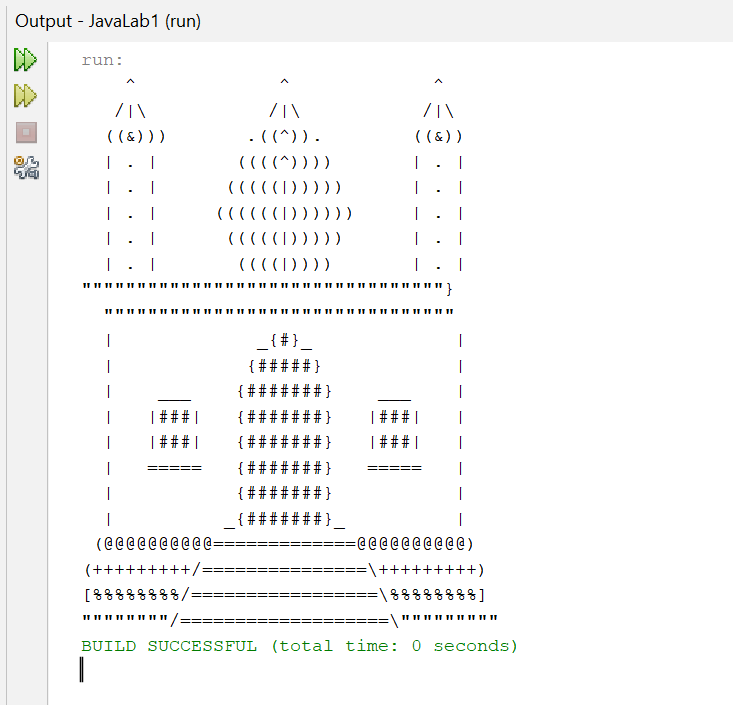 Output - JavaLab1 (run)
run:
    ^             ^             ^
   /|\           /|\           /|\
  ((&)))       .((^)).        ((&))
  | . |       ((((^))))       | . |
  | . |      (((((|)))))      | . |
  | . |     ((((((|))))))     | . |
  | . |      (((((|)))))      | . |
  | . |       ((((|))))       | . |
"""""""""""""""""""""""""""""""""}
  """"""""""""""""""""""""""""""""
  |             _{#}_             |
  |            {#####}            |
  |    ___    {#######}    ___    |
  |   |###|   {#######}   |###|   |
  |   |###|   {#######}   |###|   |
  |   =====   {#######}   =====   |
  |           {#######}           |
  |          _{#######}_          |
 (@@@@@@@@@@=============@@@@@@@@@@)
(+++++++++/===============\+++++++++)
[%%%%%%%%/=================\%%%%%%%%]
""""""""/===================\"""""""""
BUILD SUCCESSFUL (total time: 0 seconds)